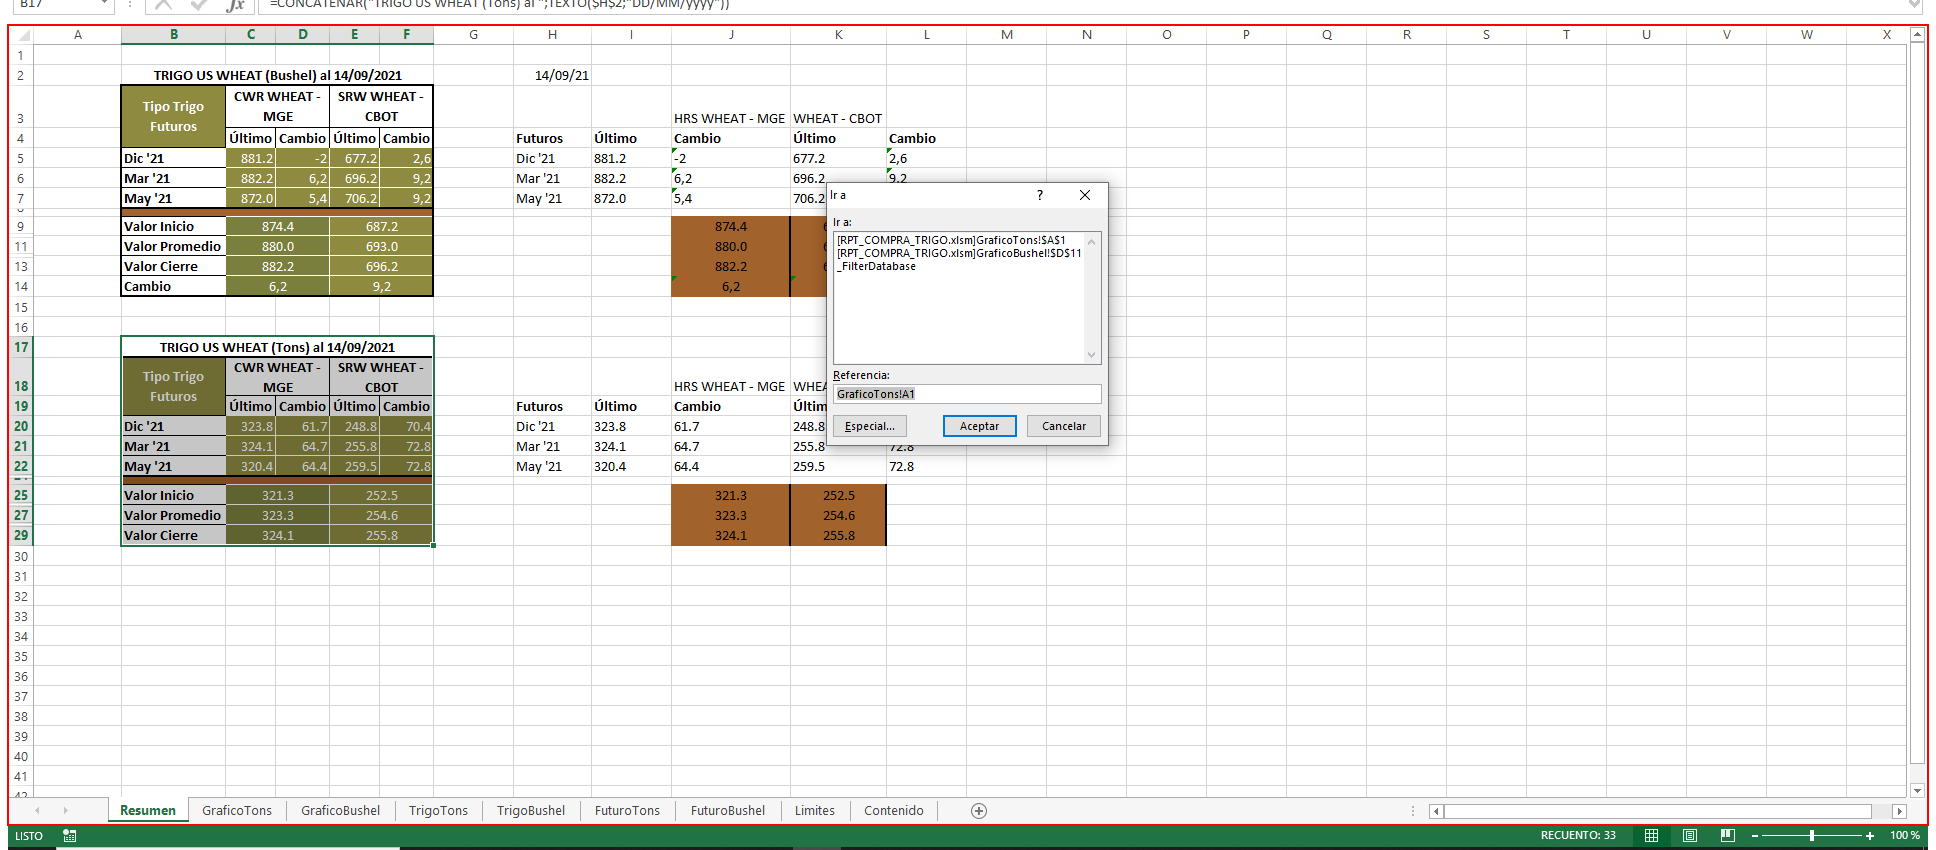 B17 =CONCATENAR("TRIGO US WHEAT (Tons) al ";TEXTO($H$2;"DD/MM/yyyy"))
A B C D E F G H I J K L M N O P Q R S T U V W X
1
2 TRIGO US WHEAT (Bushel) al 14/09/2021 14/09/21
Tipo Trigo Futuros CWR WHEAT - MGE SRW WHEAT - CBOT
3 HRS WHEAT - MGE WHEAT - CBOT
4 Último Cambio Último Cambio Futuros Último Cambio Último Cambio
5 Dic '21 881.2 -2 677.2 2,6 Dic '21 881.2 -2 677.2 2,6
6 Mar '21 882.2 6,2 696.2 9,2 Mar '21 882.2 6,2 696.2 9,2
7 May '21 872.0 5,4 706.2 9,2 May '21 872.0 5,4 706.2
9 Valor Inicio 874.4 687.2 874.4
11 Valor Promedio 880.0 693.0 880.0
13 Valor Cierre 882.2 696.2 882.2
14 Cambio 6,2 9,2 6,2
15
16
17 TRIGO US WHEAT (Tons) al 14/09/2021
Tipo Trigo Futuros CWR WHEAT - MGE SRW WHEAT - CBOT
18 HRS WHEAT - MGE
19 Último Cambio Último Cambio Futuros Último Cambio
20 Dic '21 323.8 61.7 248.8 70.4 Dic '21 323.8 61.7 248.8
21 Mar '21 324.1 64.7 255.8 72.8 Mar '21 324.1 64.7 255.8 72.8
22 May '21 320.4 64.4 259.5 72.8 May '21 320.4 64.4 259.5 72.8
25 Valor Inicio 321.3 252.5 321.3 252.5
27 Valor Promedio 323.3 254.6 323.3 254.6
29 Valor Cierre 324.1 255.8 324.1 255.8
30
31
32
33
34
35
36
37
38
39
40
41
42
Ir a ?
Ir a:
[RPT_COMPRA_TRIGO.xlsm]GraficoTons!$A$1
[RPT_COMPRA_TRIGO.xlsm]GraficoBushel!$D$11
_FilterDatabase
Referencia:
GraficoTons!A1
Especial... Aceptar Cancelar
Resumen GraficoTons GraficoBushel TrigoTons TrigoBushel FuturoTons FuturoBushel Limites Contenido
LISTO RECUENTO: 33 100 %